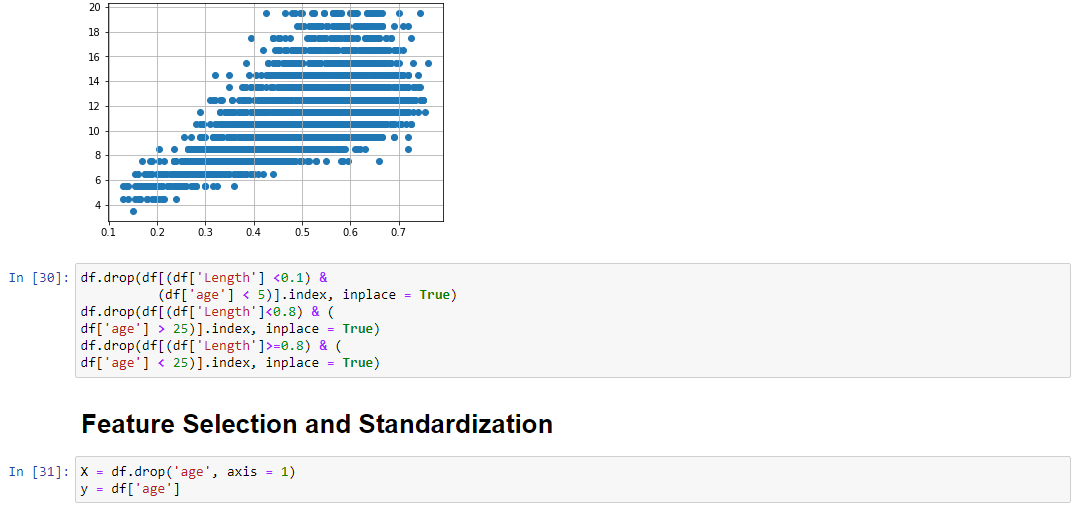 20
18
16
14
12
10
8
6
4
0.1 0.2 0.3 0.4 0.5 0.6 0.7
In [30]: df.drop(df[(df['Length'] <0.1) &
(df['age'] < 5)].index, inplace = True)
df.drop(df[(df['Length']<0.8) & (
df['age'] > 25)].index, inplace = True)
df.drop(df[(df['Length']>=0.8) & (
df['age'] < 25)].index, inplace = True)
Feature Selection and Standardization
In [31]: X = df.drop('age', axis = 1)
y = df['age']